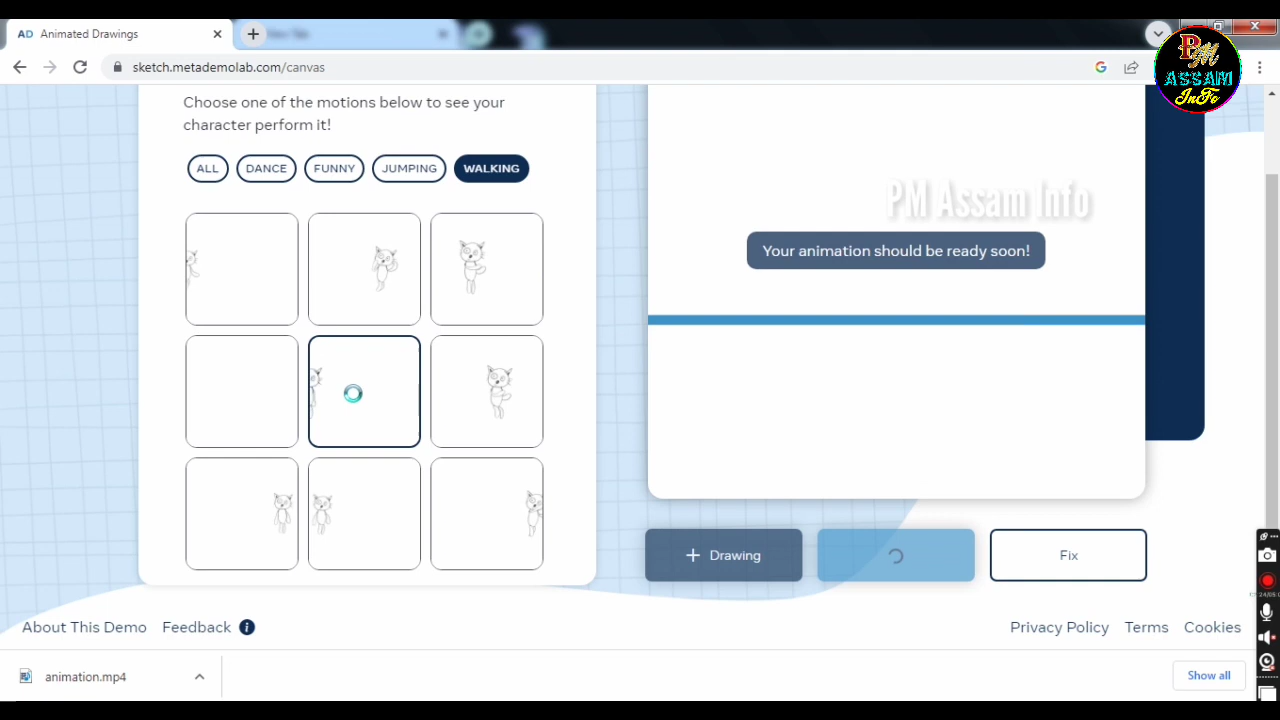 Animated Drawings
New Tab
sketch.metademolab.com/canvas
PM
ASSAM
InFo
Choose one of the motions below to see your
character perform it!
ALL
DANCE
FUNNY
JUMPING
WALKING
PM Assam Info
Your animation should be ready soon!
Drawing
Fix
About This Demo
Feedback
Privacy Policy
Terms
Cookies
animation.mp4
Show all